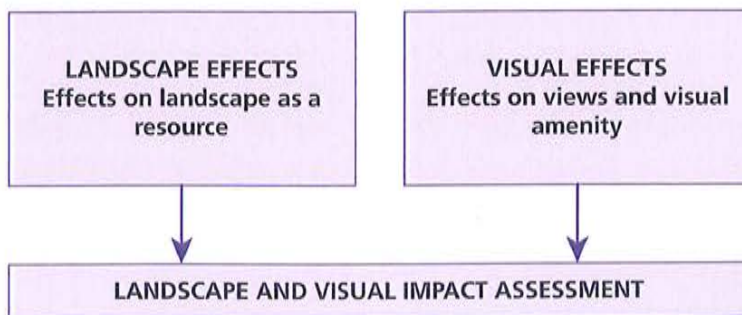 LANDSCAPE EFFECTS
Effects on landscape as a
resource
VISUAL EFFECTS
Effects on views and visual
amenity
LANDSCAPE AND VISUAL IMPACT ASSESSMENT